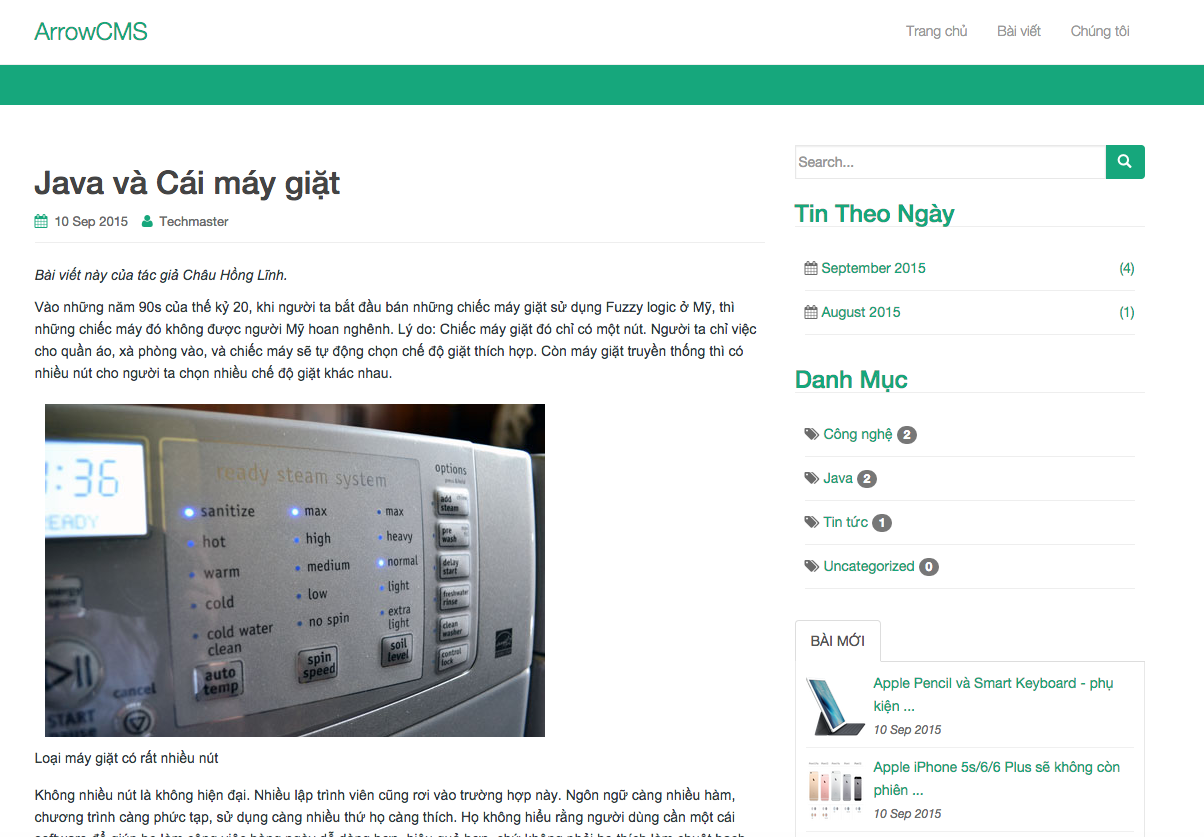 ArrowCMS
Trang chủ Bài viết Chúng tôi
Java và Cái máy giặt
10 Sep 2015 Techmaster
Bài viết này của tác giả Châu Hồng Lĩnh.
Vào những năm 90s của thế kỷ 20, khi người ta bắt đầu bán những chiếc máy giặt sử dụng Fuzzy logic ở Mỹ, thì
những chiếc máy đó không được người Mỹ hoan nghênh. Lý do: Chiếc máy giặt đó chỉ có một nút. Người ta chỉ việc
cho quần áo, xà phòng vào, và chiếc máy sẽ tự động chọn chế độ giặt thích hợp. Còn máy giặt truyền thống thì có
nhiều nút cho người ta chọn nhiều chế độ giặt khác nhau.
:36
READY
ready steam system
sanitize
hot
warm
cold
cold water
clean
auto
temp
max
high
medium
low
no spin
spin
speed
max
heavy
normal
light
extra
light
soil
level
options
add
steam
pre
wash
delay
start
freshwater
rinse
clean
washer
control
lock
cancel
START
Loại máy giặt có rất nhiều nút
Không nhiều nút là không hiện đại. Nhiều lập trình viên cũng rơi vào trường hợp này. Ngôn ngữ càng nhiều hàm,
chương trình càng phức tạp, sử dụng càng nhiều thứ họ càng thích. Họ không hiểu rằng người dùng cần một cái
Search...
Tin Theo Ngày
September 2015 (4)
August 2015 (1)
Danh Mục
Công nghệ 2
Java 2
Tin tức 1
Uncategorized 0
BÀI MỚI
Apple Pencil và Smart Keyboard - phụ
kiện ...
10 Sep 2015
Apple iPhone 5s/6/6 Plus sẽ không còn
phiên ...
10 Sep 2015